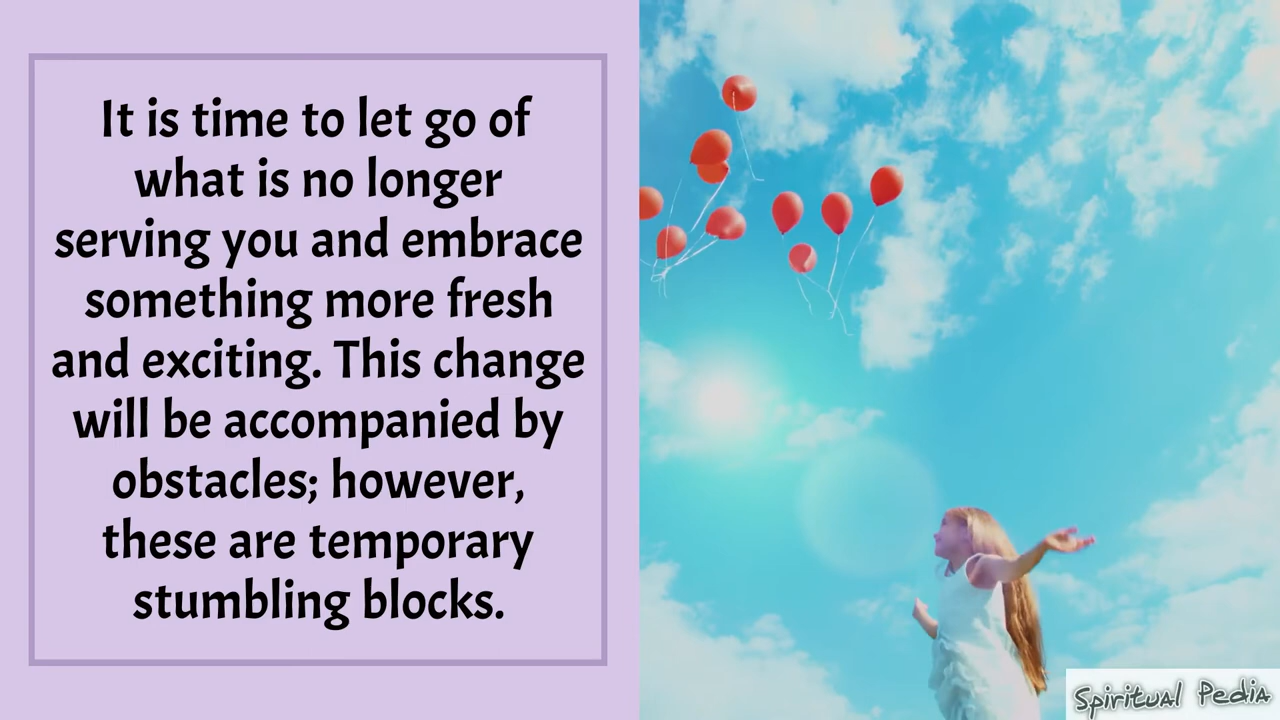 It is time to let go of
what is no longer
serving you and embrace
something more fresh
and exciting. This change
will be accompanied by
obstacles; however,
these are temporary
stumbling blocks.
Spiritual Pedia